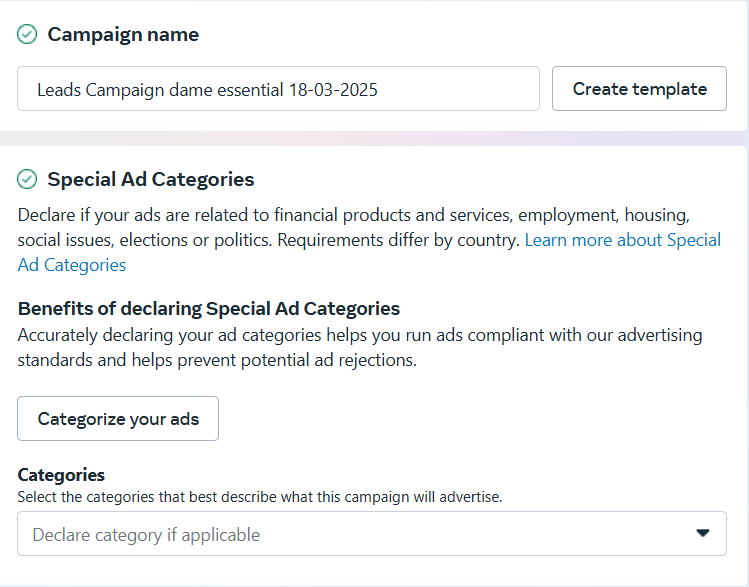 Campaign name
Leads Campaign dame essential 18-03-2025
Create template
Special Ad Categories
Declare if your ads are related to financial products and services, employment, housing,
social issues, elections or politics. Requirements differ by country. Learn more about Special
Ad Categories
Benefits of declaring Special Ad Categories
Accurately declaring your ad categories helps you run ads compliant with our advertising
standards and helps prevent potential ad rejections.
Categorize your ads
Categories
Select the categories that best describe what this campaign will advertise.
Declare category if applicable